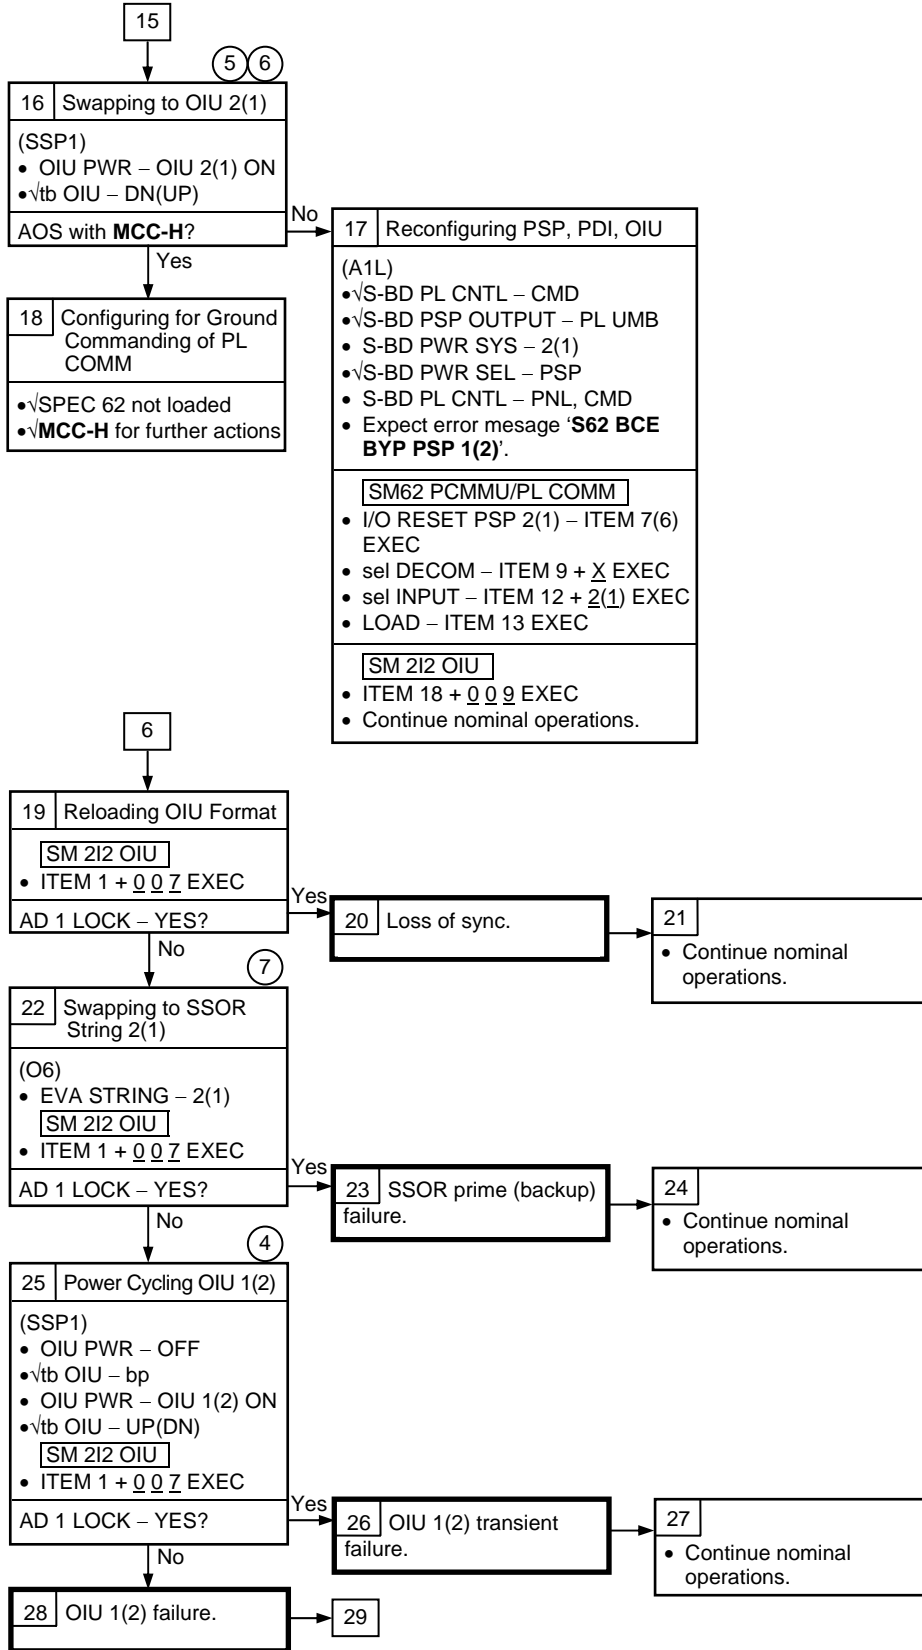 15
5 6
16 Swapping to OIU 2(1)
(SSP1)
• OIU PWR – OIU 2(1) ON
•√tb OIU – DN(UP)
AOS with MCC-H?
No
Yes
17 Reconfiguring PSP, PDI, OIU
(A1L)
•√S-BD PL CNTL – CMD
•√S-BD PSP OUTPUT – PL UMB
• S-BD PWR SYS – 2(1)
•√S-BD PWR SEL – PSP
• S-BD PL CNTL – PNL, CMD
• Expect error mesage ‘S62 BCE
BYP PSP 1(2)’.
SM62 PCMMU/PL COMM
• I/O RESET PSP 2(1) – ITEM 7(6)
EXEC
• sel DECOM – ITEM 9 + X EXEC
• sel INPUT – ITEM 12 + 2(1) EXEC
• LOAD – ITEM 13 EXEC
SM 2I2 OIU
• ITEM 18 + 0 0 9 EXEC
• Continue nominal operations.
18 Configuring for Ground
Commanding of PL
COMM
•√SPEC 62 not loaded
•√MCC-H for further actions
6
19 Reloading OIU Format
SM 2I2 OIU
• ITEM 1 + 0 0 7 EXEC
AD 1 LOCK – YES?
Yes
No
20 Loss of sync.
21
• Continue nominal
operations.
7
22 Swapping to SSOR
String 2(1)
(O6)
• EVA STRING – 2(1)
SM 2I2 OIU
• ITEM 1 + 0 0 7 EXEC
AD 1 LOCK – YES?
Yes
No
23 SSOR prime (backup)
failure.
24
• Continue nominal
operations.
4
25 Power Cycling OIU 1(2)
(SSP1)
• OIU PWR – OFF
•√tb OIU – bp
• OIU PWR – OIU 1(2) ON
•√tb OIU – UP(DN)
SM 2I2 OIU
• ITEM 1 + 0 0 7 EXEC
AD 1 LOCK – YES?
Yes
No
26 OIU 1(2) transient
failure.
27
• Continue nominal
operations.
28 OIU 1(2) failure.
29